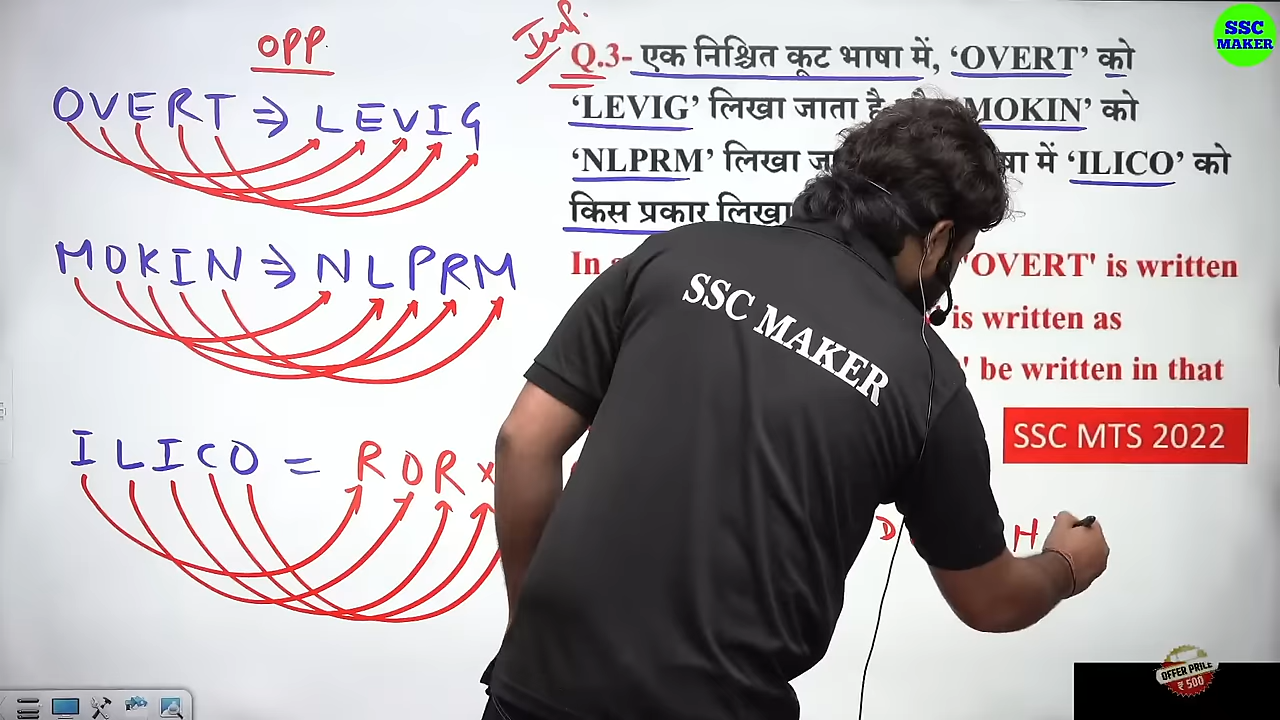 OPP.
Imp.
SSC
MAKER
Q.3- एक निश्चित कूट भाषा में, ‘OVERT’ को
‘LEVIG’ लिखा जाता है MOKIN’ को
‘NLPRM’ लिखा में ‘ILICO’ को
किस प्रकार लिखा
In 'OVERT' is written
is written as
be written in that
SSC MTS 2022
OVERT ⇒ LEVIG
MOKIN ⇒ NLPRM
ILICO = RORX
SSC MAKER
D H
OFFER PRICE
₹ 500